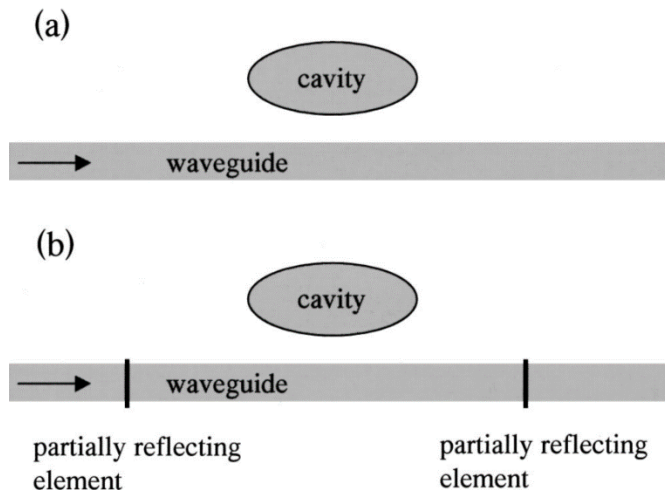 (a)
cavity
waveguide
(b)
cavity
waveguide
partially reflecting
element
partially reflecting
element